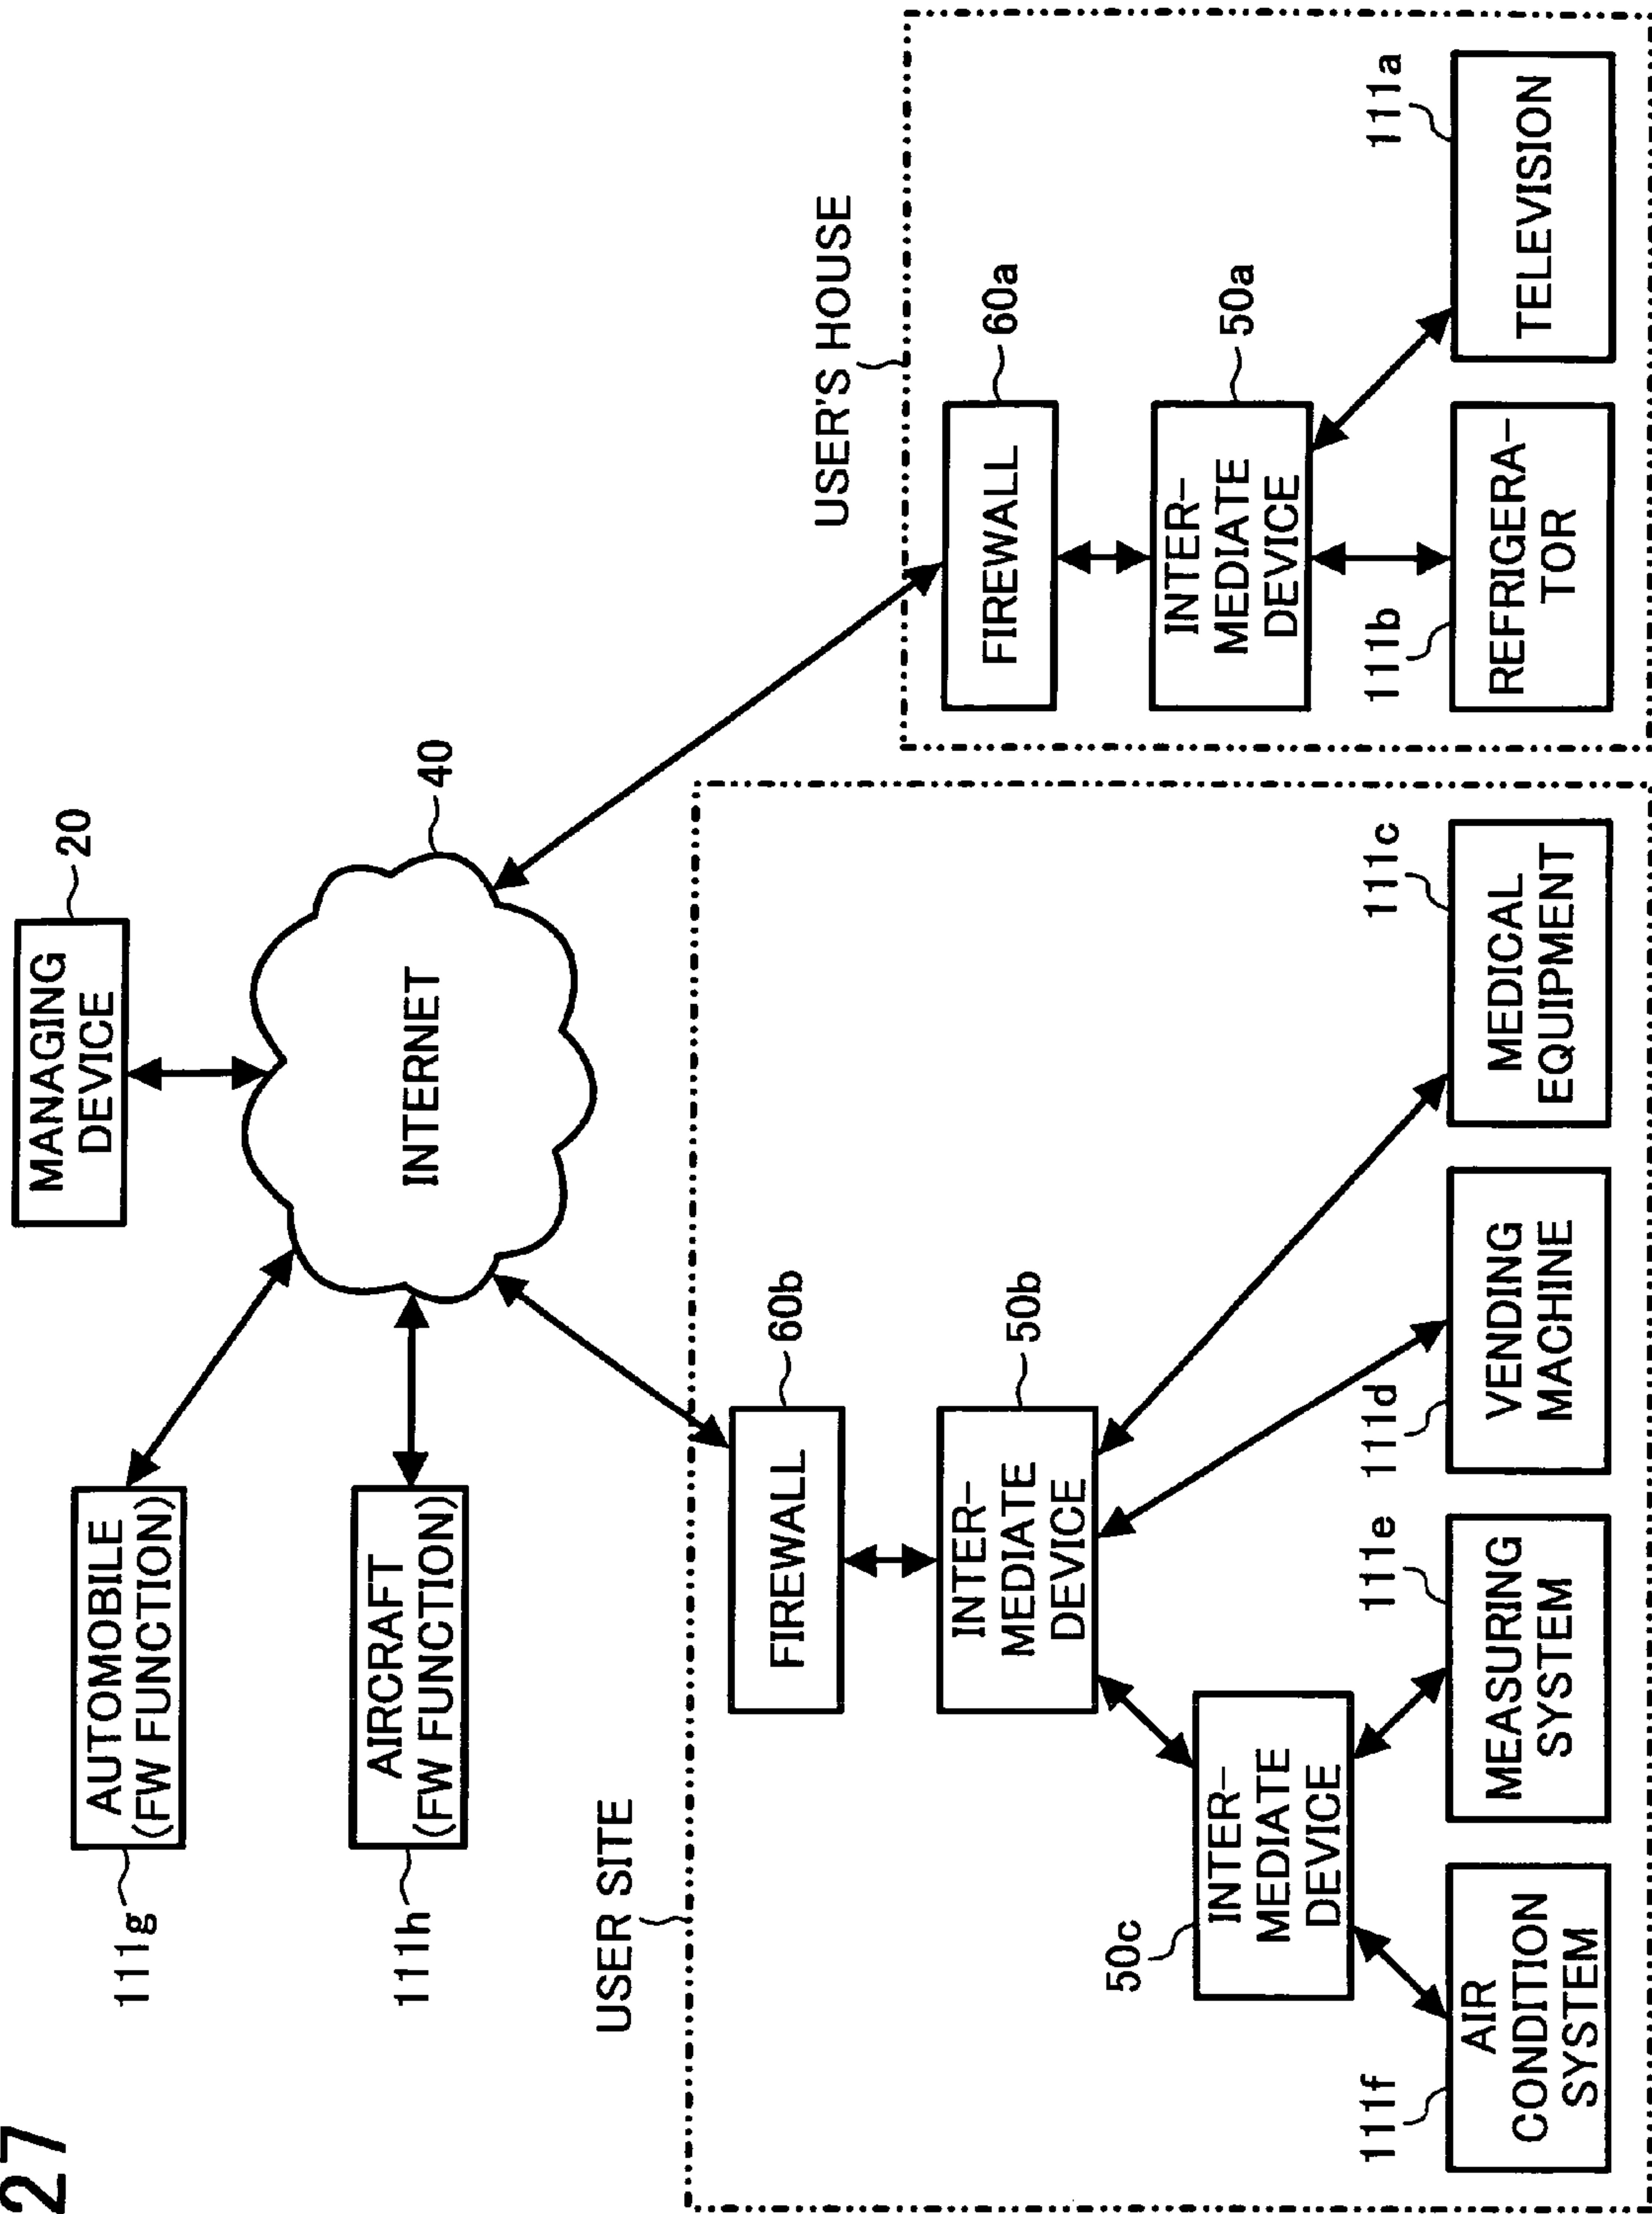 27
MANAGING
DEVICE
20
AUTOMOBILE
(FW FUNCTION)
111g
AIRCRAFT
(FW FUNCTION)
111h
INTERNET
40
USER SITE
FIREWALL
60b
INTER-
MEDIATE
DEVICE
50b
INTER-
MEDIATE
DEVICE
50c
AIR
CONDITION
SYSTEM
111f
MEASURING
SYSTEM
111e
VENDING
MACHINE
111d
MEDICAL
EQUIPMENT
111c
USER'S HOUSE
FIREWALL
60a
INTER-
MEDIATE
DEVICE
50a
REFRIGERA-
TOR
111b
TELEVISION
111a